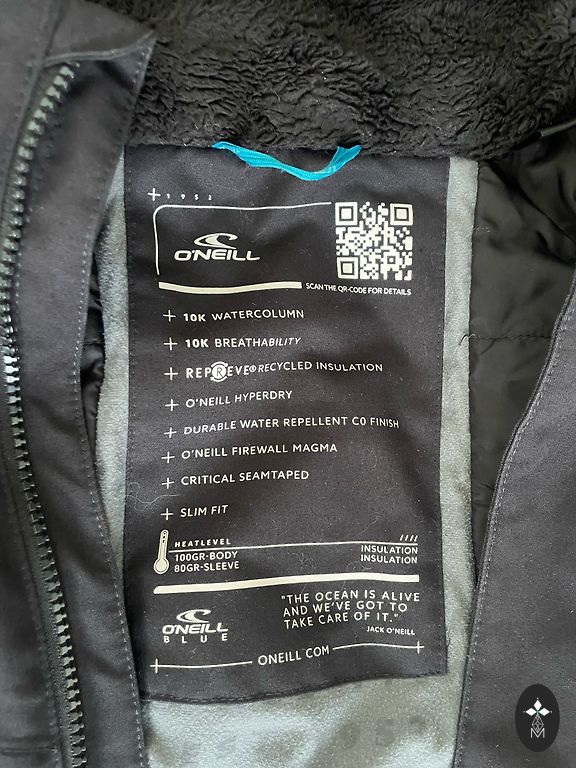 1952
O'NEILL
SCAN THE QR-CODE FOR DETAILS
+ 10K WATERCOLUMN
+ 10K BREATHABILITY
+ REPREVE® RECYCLED INSULATION
+ O'NEILL HYPERDRY
+ DURABLE WATER REPELLENT C0 FINISH
+ O'NEILL FIREWALL MAGMA
+ CRITICAL SEAMTAPED
+ SLIM FIT
HEATLEVEL ////
100GR-BODY INSULATION
80GR-SLEEVE INSULATION
O'NEILL
BLUE
"THE OCEAN IS ALIVE
AND WE'VE GOT TO
TAKE CARE OF IT."
JACK O'NEILL
ONEILL.COM
M